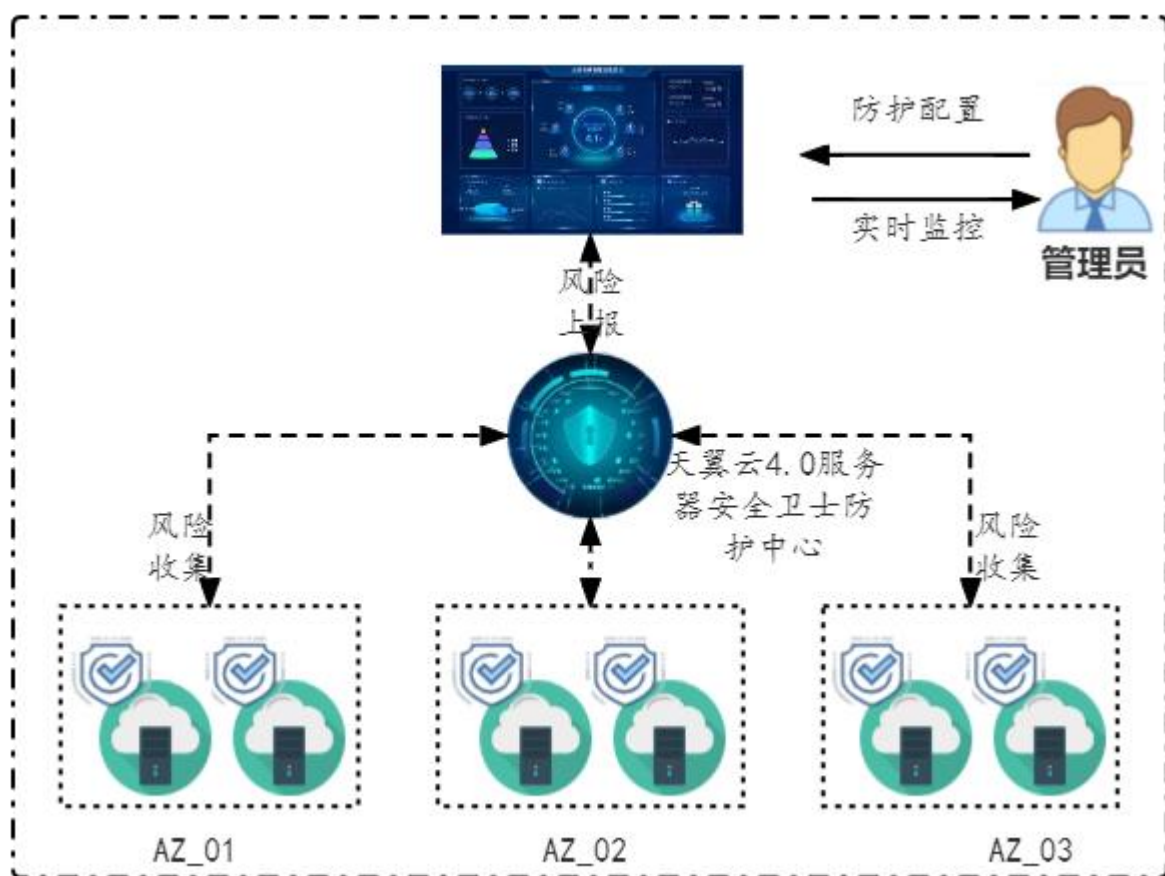 防护配置
实时监控
管理员
风险
上报
天翼云4.0服务
器安全卫士防
护中心
风险
收集
风险
收集
AZ_01
AZ_02
AZ_03